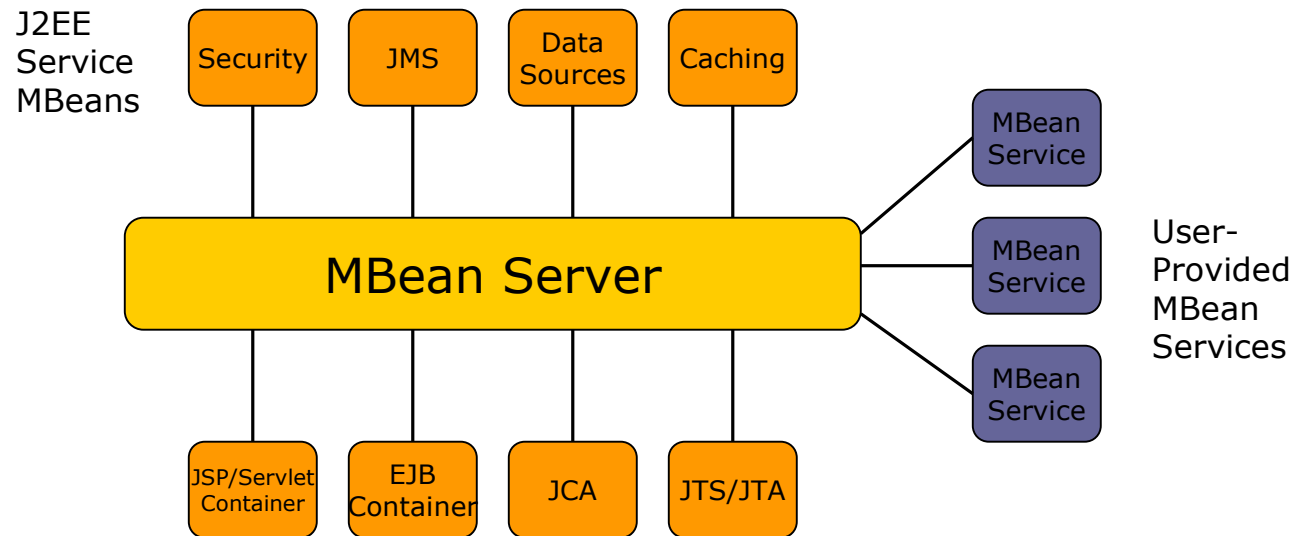 J2EE
Service
MBeans
Security
JMS
Data
Sources
Caching
MBean
Service
MBean Server
MBean
Service
User-
Provided
MBean
Services
MBean
Service
JSP/Servlet
Container
EJB
Container
JCA
JTS/JTA